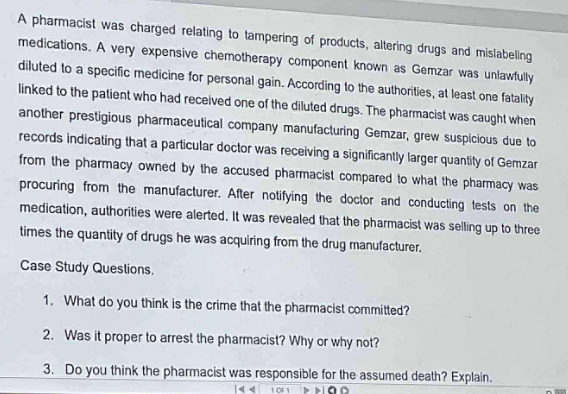 A pharmacist was charged relating to tampering of products, altering drugs and mislabeling
medications. A very expensive chemotherapy component known as Gemzar was unlawfully
diluted to a specific medicine for personal gain. According to the authorities, at least one fatality
linked to the patient who had received one of the diluted drugs. The pharmacist was caught when
another prestigious pharmaceutical company manufacturing Gemzar, grew suspicious due to
records indicating that a particular doctor was receiving a significantly larger quantity of Gemzar
from the pharmacy owned by the accused pharmacist compared to what the pharmacy was
procuring from the manufacturer. After notifying the doctor and conducting tests on the
medication, authorities were alerted. It was revealed that the pharmacist was selling up to three
times the quantity of drugs he was acquiring from the drug manufacturer.
Case Study Questions.
1. What do you think is the crime that the pharmacist committed?
2. Was it proper to arrest the pharmacist? Why or why not?
3. Do you think the pharmacist was responsible for the assumed death? Explain.
1 OF 1